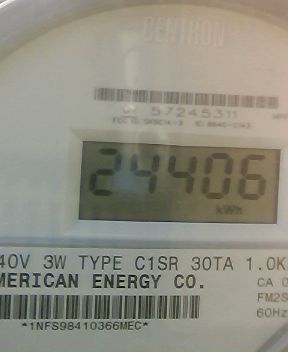 CENTRON
57245311
24406
kWh
40V 3W TYPE C1SR 30TA 1.0K
MERICAN ENERGY CO.
CA 0
FM2S
60Hz
*1NFS98410366MEC*